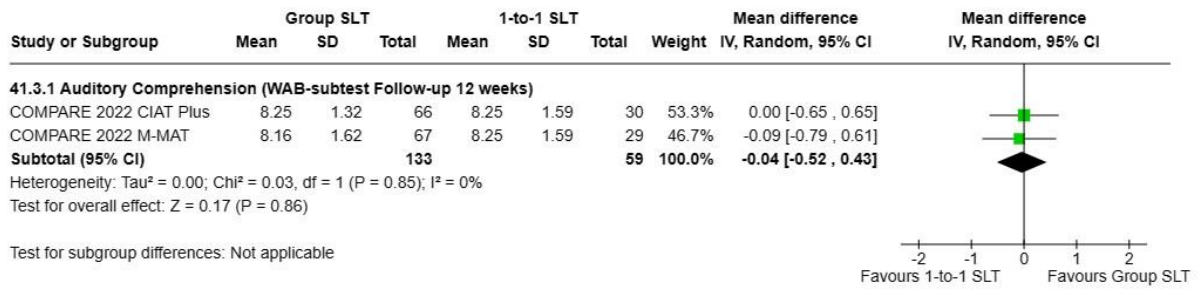 Group SLT 1-to-1 SLT Mean difference Mean difference
Study or Subgroup Mean SD Total Mean SD Total Weight IV, Random, 95% CI IV, Random, 95% CI
41.3.1 Auditory Comprehension (WAB-subtest Follow-up 12 weeks)
COMPARE 2022 CIAT Plus 8.25 1.32 66 8.25 1.59 30 53.3% 0.00 [-0.65 , 0.65]
COMPARE 2022 M-MAT 8.16 1.62 67 8.25 1.59 29 46.7% -0.09 [-0.79 , 0.61]
Subtotal (95% CI) 133 59 100.0% -0.04 [-0.52 , 0.43]
Heterogeneity: Tau² = 0.00; Chi² = 0.03, df = 1 (P = 0.85); I² = 0%
Test for overall effect: Z = 0.17 (P = 0.86)
Test for subgroup differences: Not applicable
-2 -1 0 1 2
Favours 1-to-1 SLT Favours Group SLT